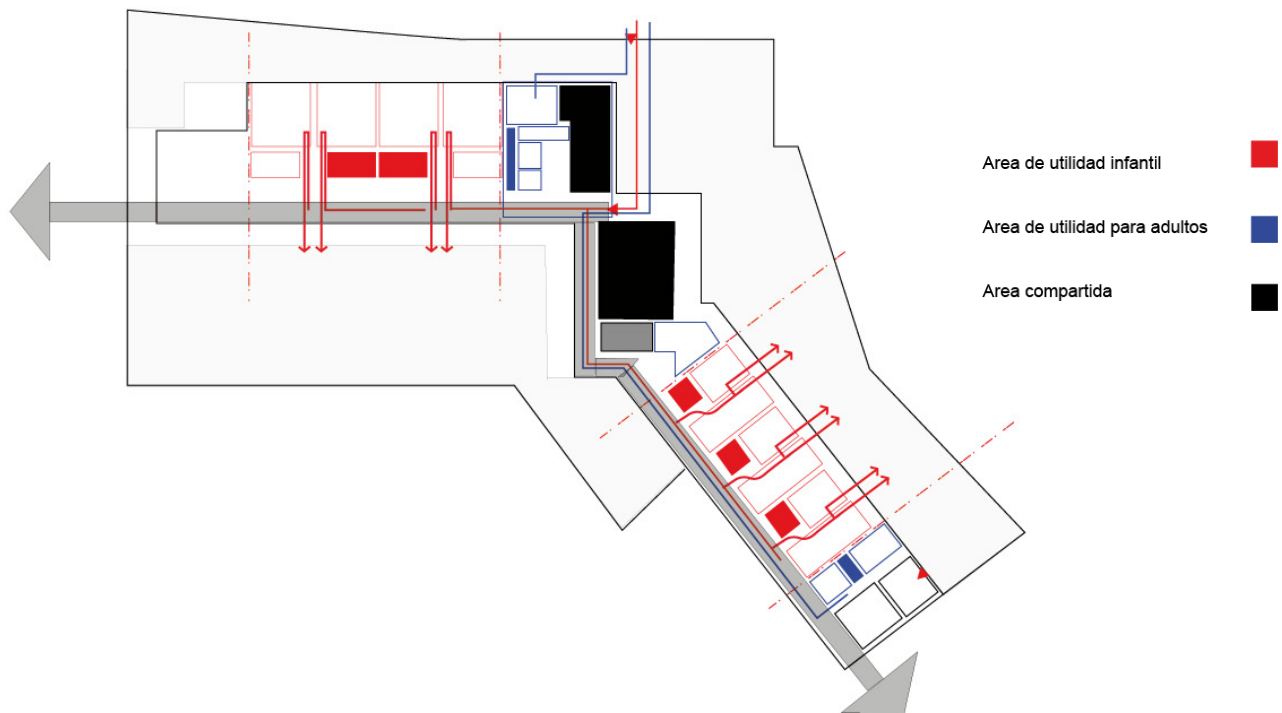 Area de utilidad infantil
Area de utilidad para adultos
Area compartida